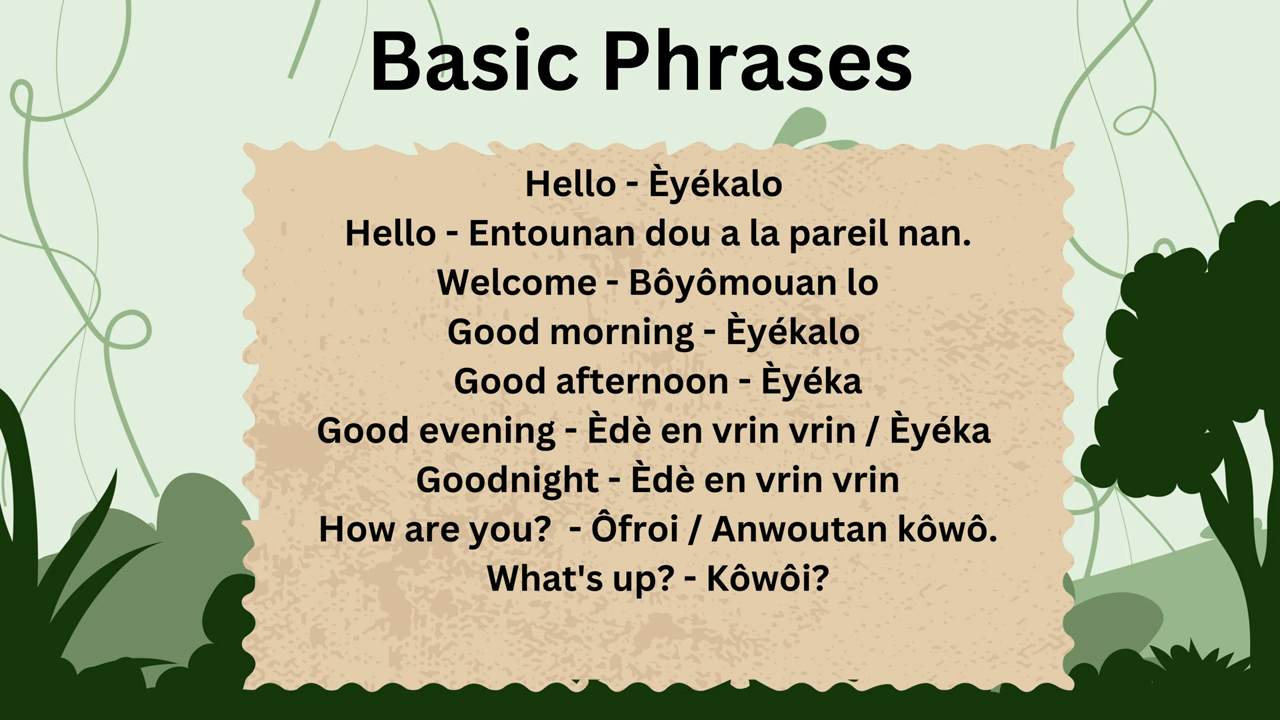 Basic Phrases
Hello - Èyékalo
Hello - Entounan dou a la pareil nan.
Welcome - Bôyômouan lo
Good morning - Èyékalo
Good afternoon - Èyéka
Good evening - Èdè en vrin vrin / Èyéka
Goodnight - Èdè en vrin vrin
How are you?  - Ôfroi / Anwoutan kôwô.
What's up? - Kôwôi?